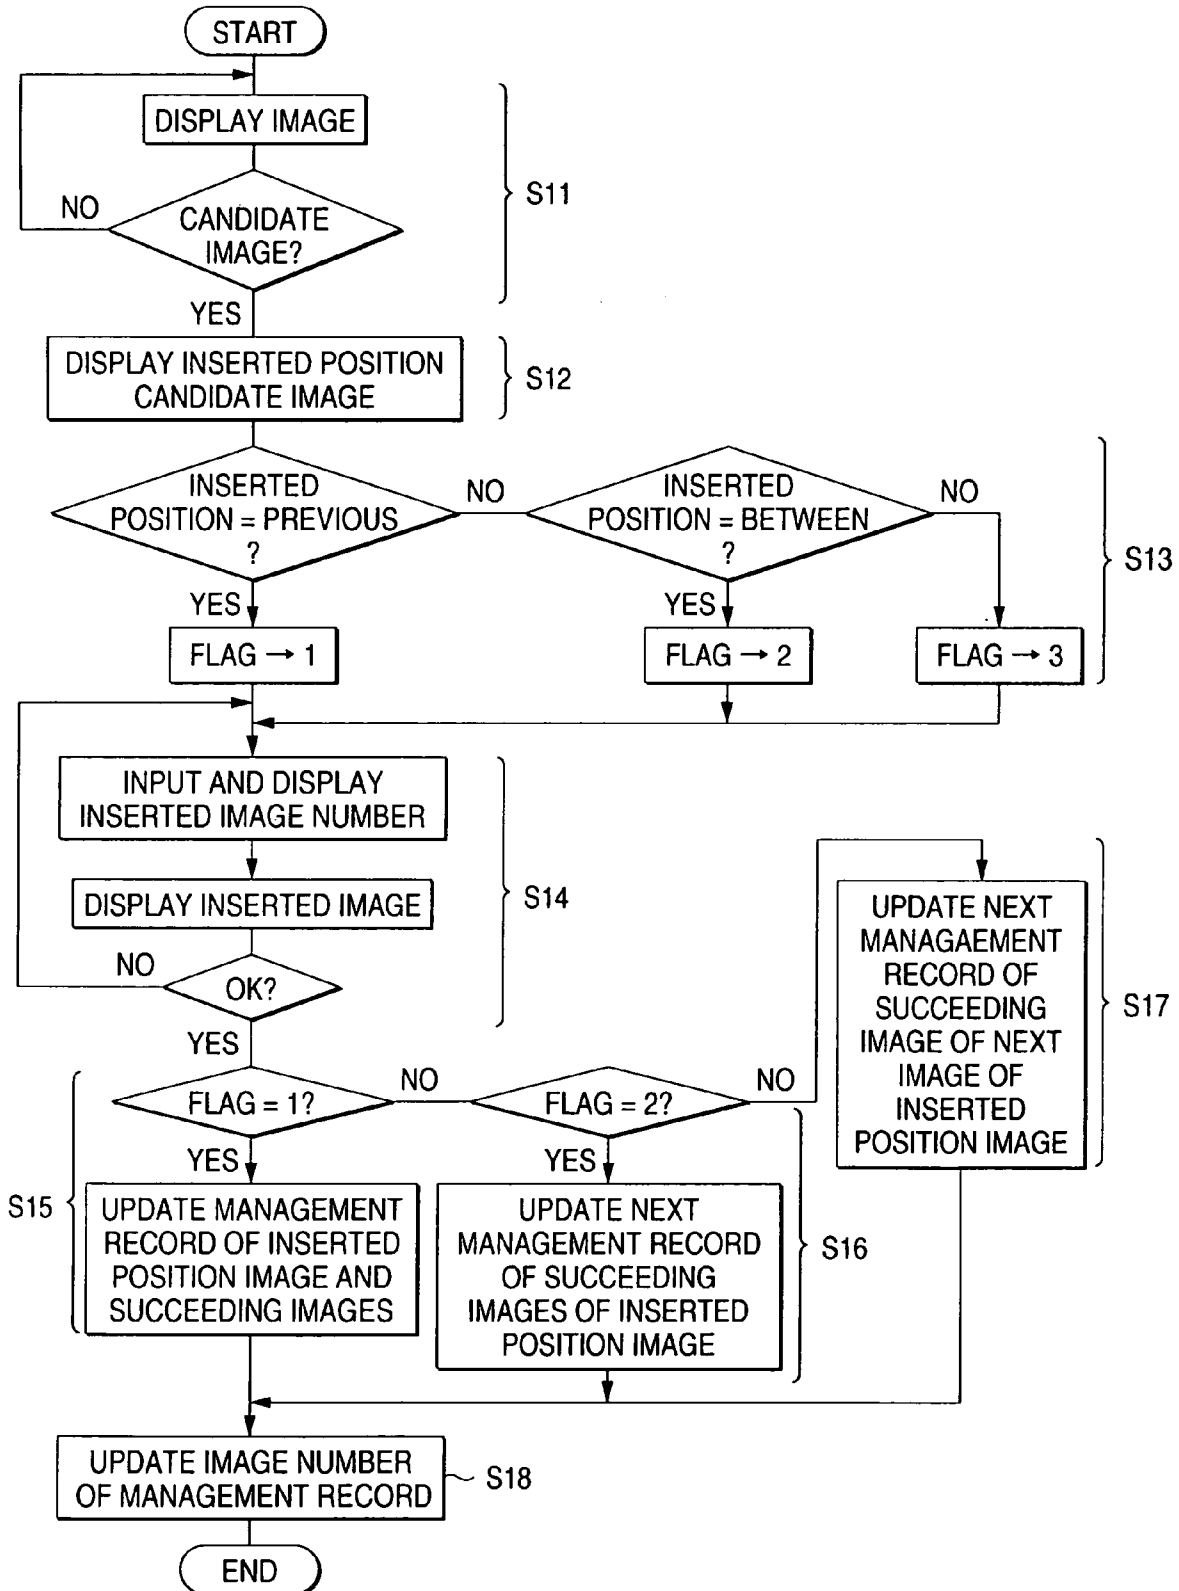 START
DISPLAY IMAGE
NO
CANDIDATE
IMAGE?
S11
YES
DISPLAY INSERTED POSITION
CANDIDATE IMAGE
S12
INSERTED
POSITION = PREVIOUS
?
NO
INSERTED
POSITION = BETWEEN
?
NO
S13
YES
FLAG → 1
YES
FLAG → 2
FLAG → 3
INPUT AND DISPLAY
INSERTED IMAGE NUMBER
DISPLAY INSERTED IMAGE
S14
NO
OK?
YES
UPDATE NEXT
MANAGAEMENT
RECORD OF
SUCCEEDING
IMAGE OF NEXT
IMAGE OF
INSERTED
POSITION IMAGE
S17
FLAG = 1?
NO
FLAG = 2?
NO
YES
S15
UPDATE MANAGEMENT
RECORD OF INSERTED
POSITION IMAGE AND
SUCCEEDING IMAGES
YES
UPDATE NEXT
MANAGEMENT RECORD
OF SUCCEEDING
IMAGES OF INSERTED
POSITION IMAGE
S16
UPDATE IMAGE NUMBER
OF MANAGEMENT RECORD
S18
END